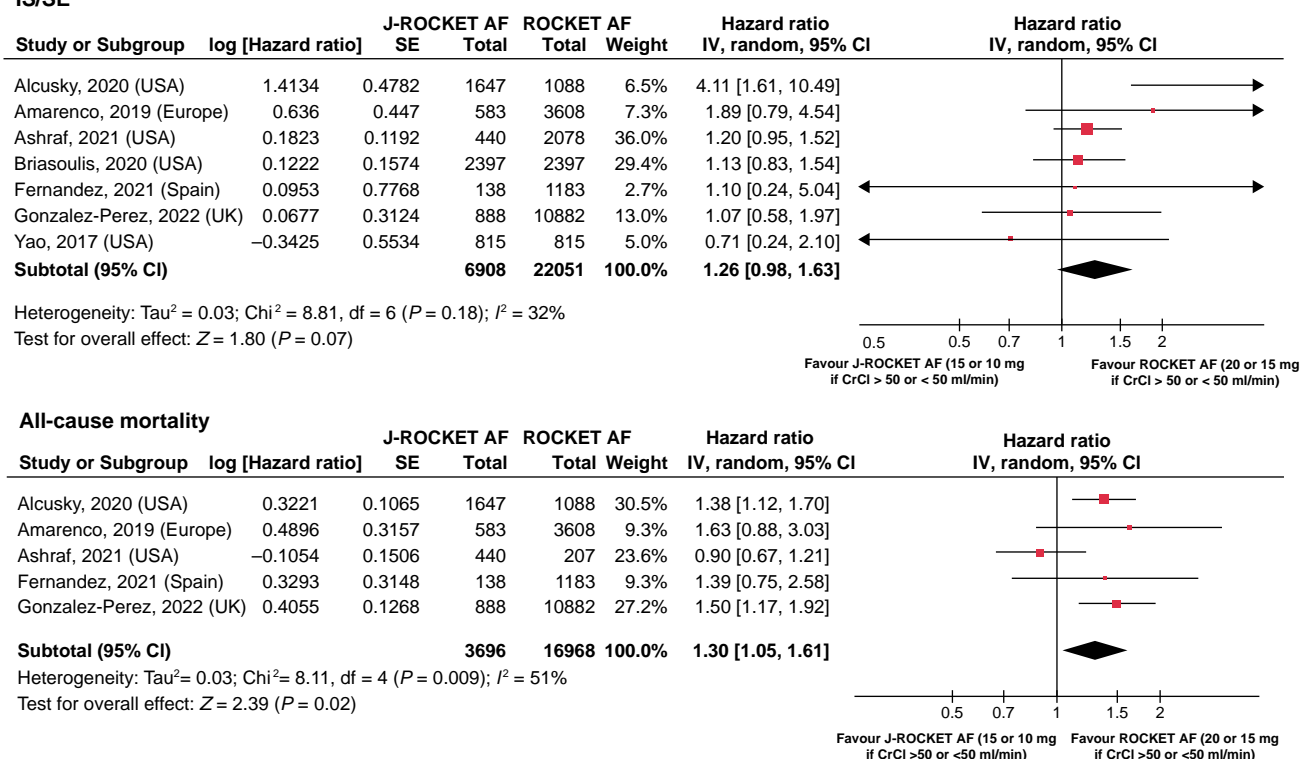 IS/SE
J-ROCKET AF ROCKET AF Hazard ratio Hazard ratio
Study or Subgroup log [Hazard ratio] SE Total Total Weight IV, random, 95% CI IV, random, 95% CI
Alcusky, 2020 (USA) 1.4134 0.4782 1647 1088 6.5% 4.11 [1.61, 10.49]
Amarenco, 2019 (Europe) 0.636 0.447 583 3608 7.3% 1.89 [0.79, 4.54]
Ashraf, 2021 (USA) 0.1823 0.1192 440 2078 36.0% 1.20 [0.95, 1.52]
Briasoulis, 2020 (USA) 0.1222 0.1574 2397 2397 29.4% 1.13 [0.83, 1.54]
Fernandez, 2021 (Spain) 0.0953 0.7768 138 1183 2.7% 1.10 [0.24, 5.04]
Gonzalez-Perez, 2022 (UK) 0.0677 0.3124 888 10882 13.0% 1.07 [0.58, 1.97]
Yao, 2017 (USA) –0.3425 0.5534 815 815 5.0% 0.71 [0.24, 2.10]
Subtotal (95% CI) 6908 22051 100.0% 1.26 [0.98, 1.63]
Heterogeneity: Tau² = 0.03; Chi² = 8.81, df = 6 (P = 0.18); I² = 32%
Test for overall effect: Z = 1.80 (P = 0.07)
0.5 0.5 0.7 1 1.5 2
Favour J-ROCKET AF (15 or 10 mg Favour ROCKET AF (20 or 15 mg
if CrCl > 50 or < 50 ml/min) if CrCl > 50 or < 50 ml/min)
All-cause mortality
J-ROCKET AF ROCKET AF Hazard ratio Hazard ratio
Study or Subgroup log [Hazard ratio] SE Total Total Weight IV, random, 95% CI IV, random, 95% CI
Alcusky, 2020 (USA) 0.3221 0.1065 1647 1088 30.5% 1.38 [1.12, 1.70]
Amarenco, 2019 (Europe) 0.4896 0.3157 583 3608 9.3% 1.63 [0.88, 3.03]
Ashraf, 2021 (USA) –0.1054 0.1506 440 207 23.6% 0.90 [0.67, 1.21]
Fernandez, 2021 (Spain) 0.3293 0.3148 138 1183 9.3% 1.39 [0.75, 2.58]
Gonzalez-Perez, 2022 (UK) 0.4055 0.1268 888 10882 27.2% 1.50 [1.17, 1.92]
Subtotal (95% CI) 3696 16968 100.0% 1.30 [1.05, 1.61]
Heterogeneity: Tau²= 0.03; Chi²= 8.11, df = 4 (P = 0.009); I² = 51%
Test for overall effect: Z = 2.39 (P = 0.02)
0.5 0.7 1 1.5 2
Favour J-ROCKET AF (15 or 10 mg Favour ROCKET AF (20 or 15 mg
if CrCl >50 or <50 ml/min) if CrCl >50 or <50 ml/min)